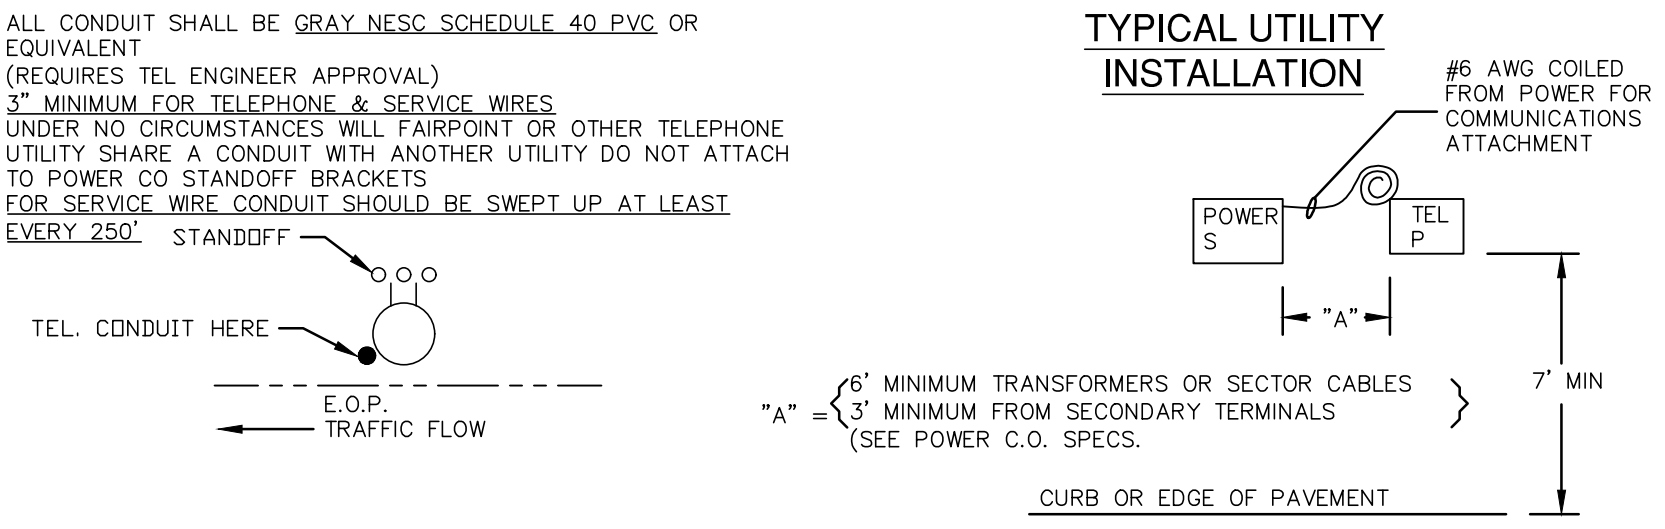 ALL CONDUIT SHALL BE GRAY NESC SCHEDULE 40 PVC OR
EQUIVALENT
(REQUIRES TEL ENGINEER APPROVAL)
3" MINIMUM FOR TELEPHONE & SERVICE WIRES
UNDER NO CIRCUMSTANCES WILL FAIRPOINT OR OTHER TELEPHONE
UTILITY SHARE A CONDUIT WITH ANOTHER UTILITY DO NOT ATTACH
TO POWER CO STANDOFF BRACKETS
FOR SERVICE WIRE CONDUIT SHOULD BE SWEPT UP AT LEAST
EVERY 250'
STANDOFF
TEL. CONDUIT HERE
E.O.P.
TRAFFIC FLOW
TYPICAL UTILITY
INSTALLATION
#6 AWG COILED
FROM POWER FOR
COMMUNICATIONS
ATTACHMENT
POWER
S
TEL
P
"A"
7' MIN
"A" =
6' MINIMUM TRANSFORMERS OR SECTOR CABLES
3' MINIMUM FROM SECONDARY TERMINALS
(SEE POWER C.O. SPECS.
CURB OR EDGE OF PAVEMENT